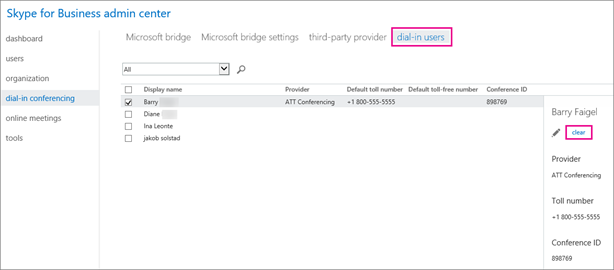 Skype for Business admin center
dashboard
users
organization
dial-in conferencing
online meetings
tools
Microsoft bridge Microsoft bridge settings third-party provider dial-in users
All
Display name Provider Default toll number Default toll-free number Conference ID
Barry ATT Conferencing +1 800-555-5555 898769
Diane
Ina Leonte
jakob solstad
Barry Faigel
clear
Provider
ATT Conferencing
Toll number
+1 800-555-5555
Conference ID
898769